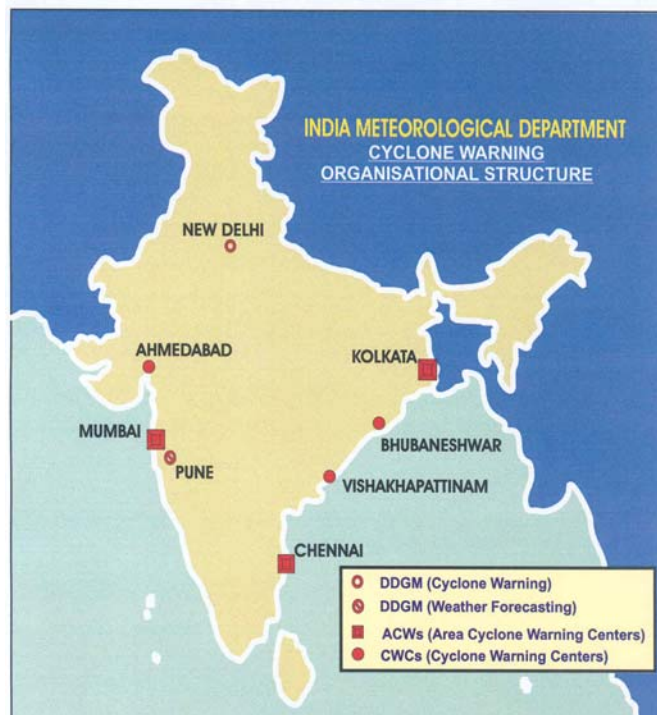 INDIA METEOROLOGICAL DEPARTMENT
CYCLONE WARNING
ORGANISATIONAL STRUCTURE
NEW DELHI
AHMEDABAD
KOLKATA
MUMBAI
BHUBANESHWAR
PUNE
VISHAKHAPATTINAM
CHENNAI
DDGM (Cyclone Warning)
DDGM (Weather Forecasting)
ACWs (Area Cyclone Warning Centers)
CWCs (Cyclone Warning Centers)